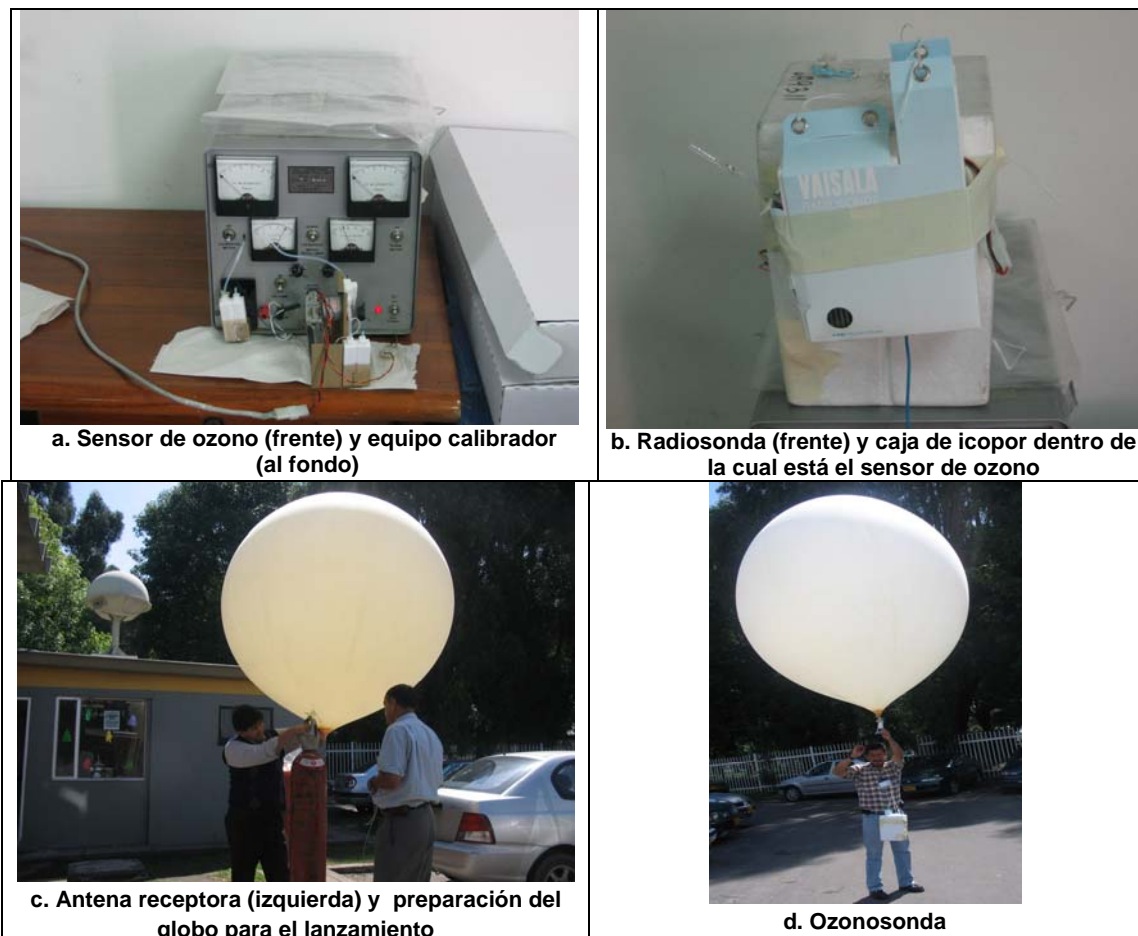 VAISALA
a. Sensor de ozono (frente) y equipo calibrador
(al fondo)
b. Radiosonda (frente) y caja de icopor dentro de
la cual está el sensor de ozono
c. Antena receptora (izquierda) y preparación del
globo para el lanzamiento
d. Ozonosonda